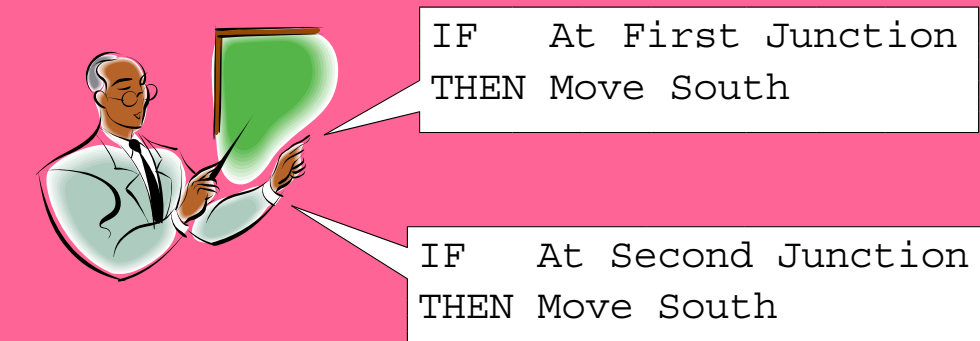 IF   At First Junction
THEN Move South
IF   At Second Junction
THEN Move South